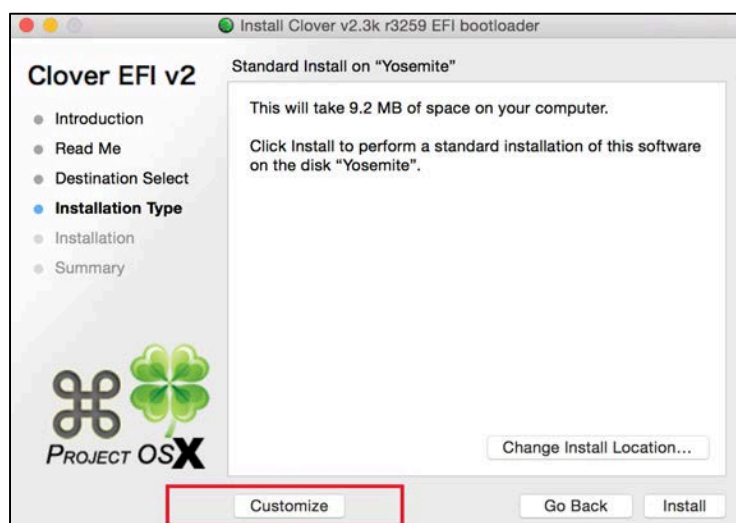 Install Clover v2.3k r3259 EFI bootloader
Clover EFI v2
Introduction
Read Me
Destination Select
Installation Type
Installation
Summary
PROJECT OSX
Standard Install on “Yosemite”
This will take 9.2 MB of space on your computer.
Click Install to perform a standard installation of this software
on the disk “Yosemite”.
Change Install Location...
Customize
Go Back
Install